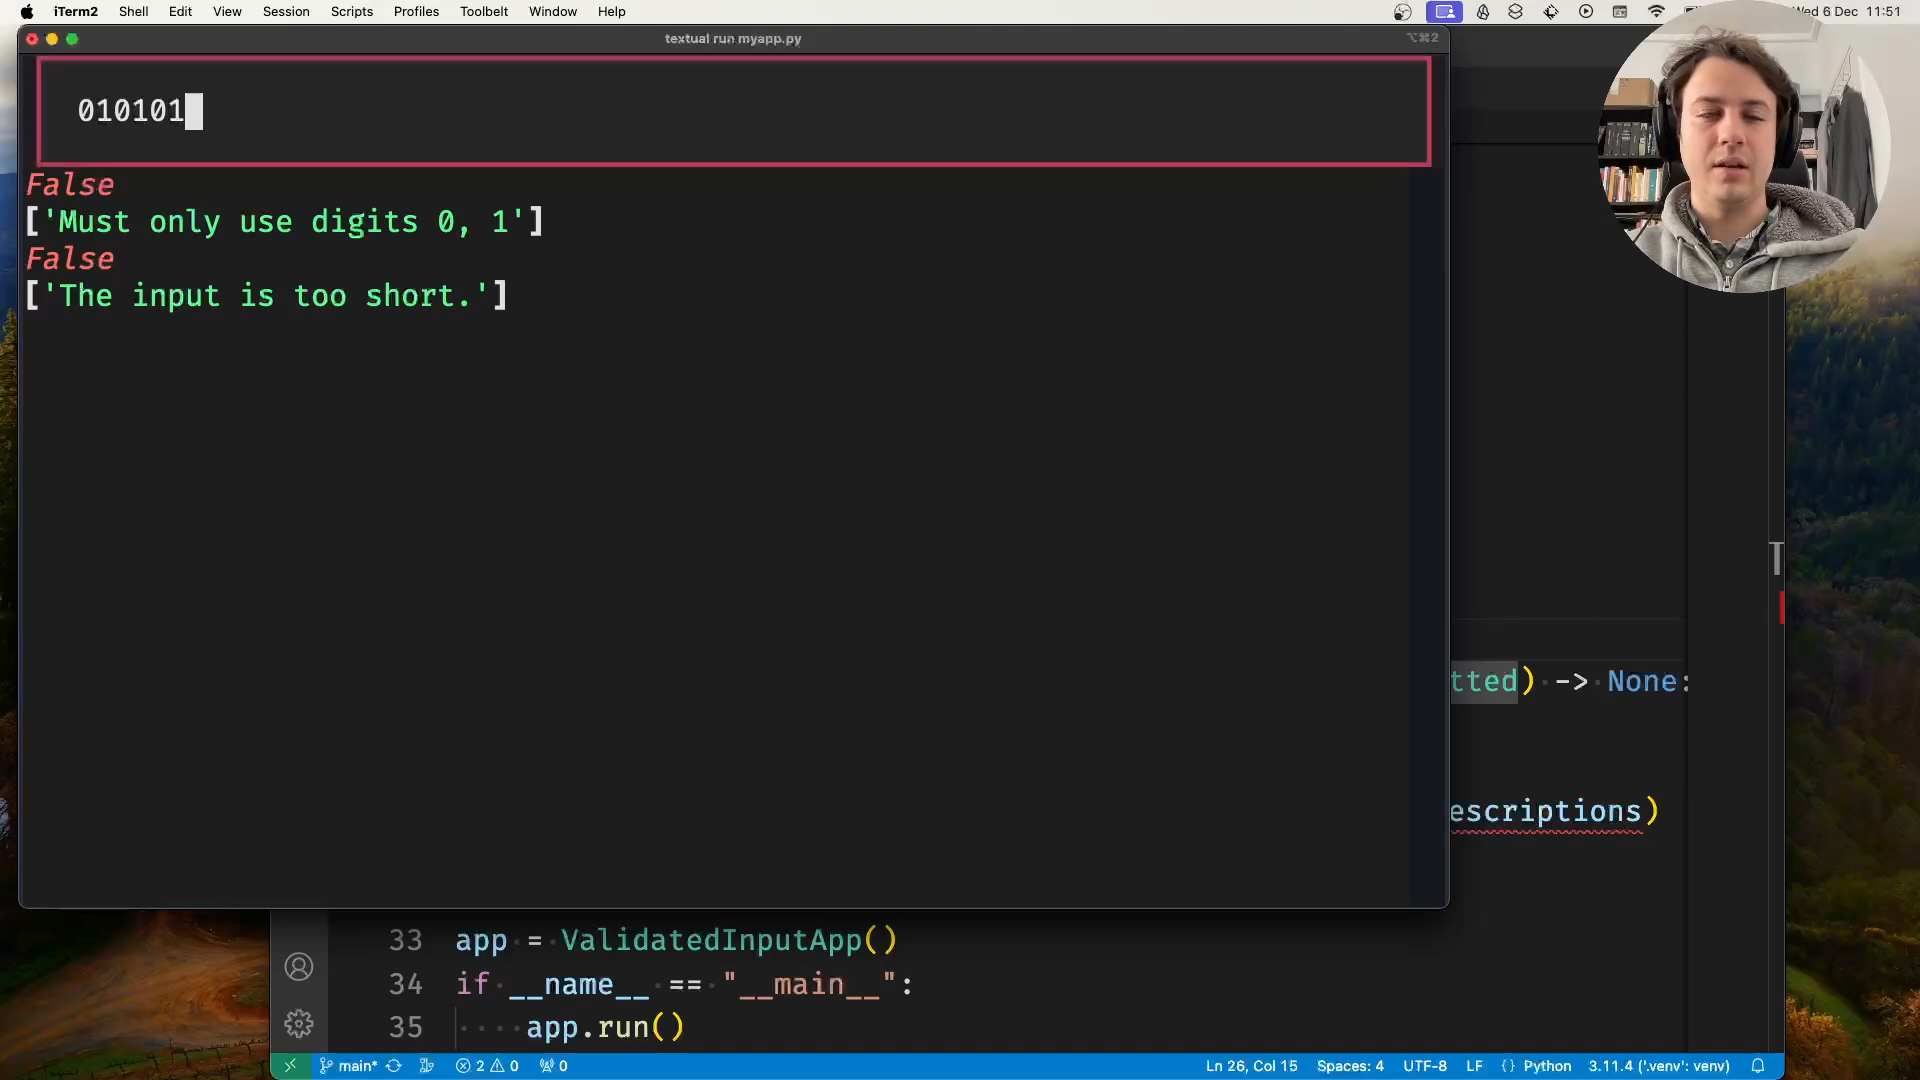 iTerm2 Shell Edit View Session Scripts Profiles Toolbelt Window Help
Wed 6 Dec 11:51
textual run myapp.py
⌥⌘2
010101
False
['Must only use digits 0, 1']
False
['The input is too short.']
tted) -> None:
escriptions)
33 app = ValidatedInputApp()
34 if __name__ == "__main__":
35 app.run()
main* 2 0 0 Ln 26, Col 15 Spaces: 4 UTF-8 LF Python 3.11.4 ('.venv': venv)